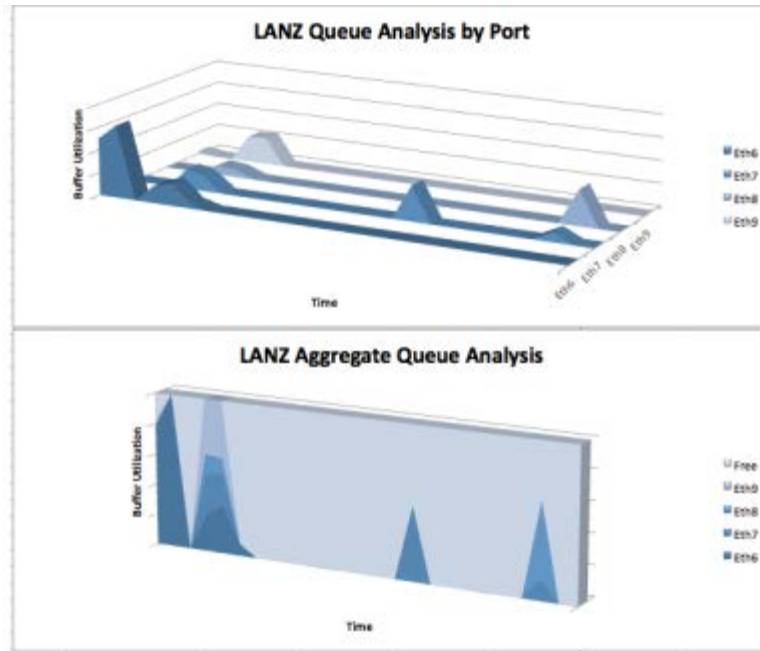 LANZ Queue Analysis by Port
Buffer Utilization
Eth6
Eth7
Eth8
Eth9
Eth6
Eth7
Eth8
Eth9
Time
LANZ Aggregate Queue Analysis
Buffer Utilization
Free
Eth9
Eth8
Eth7
Eth6
Time